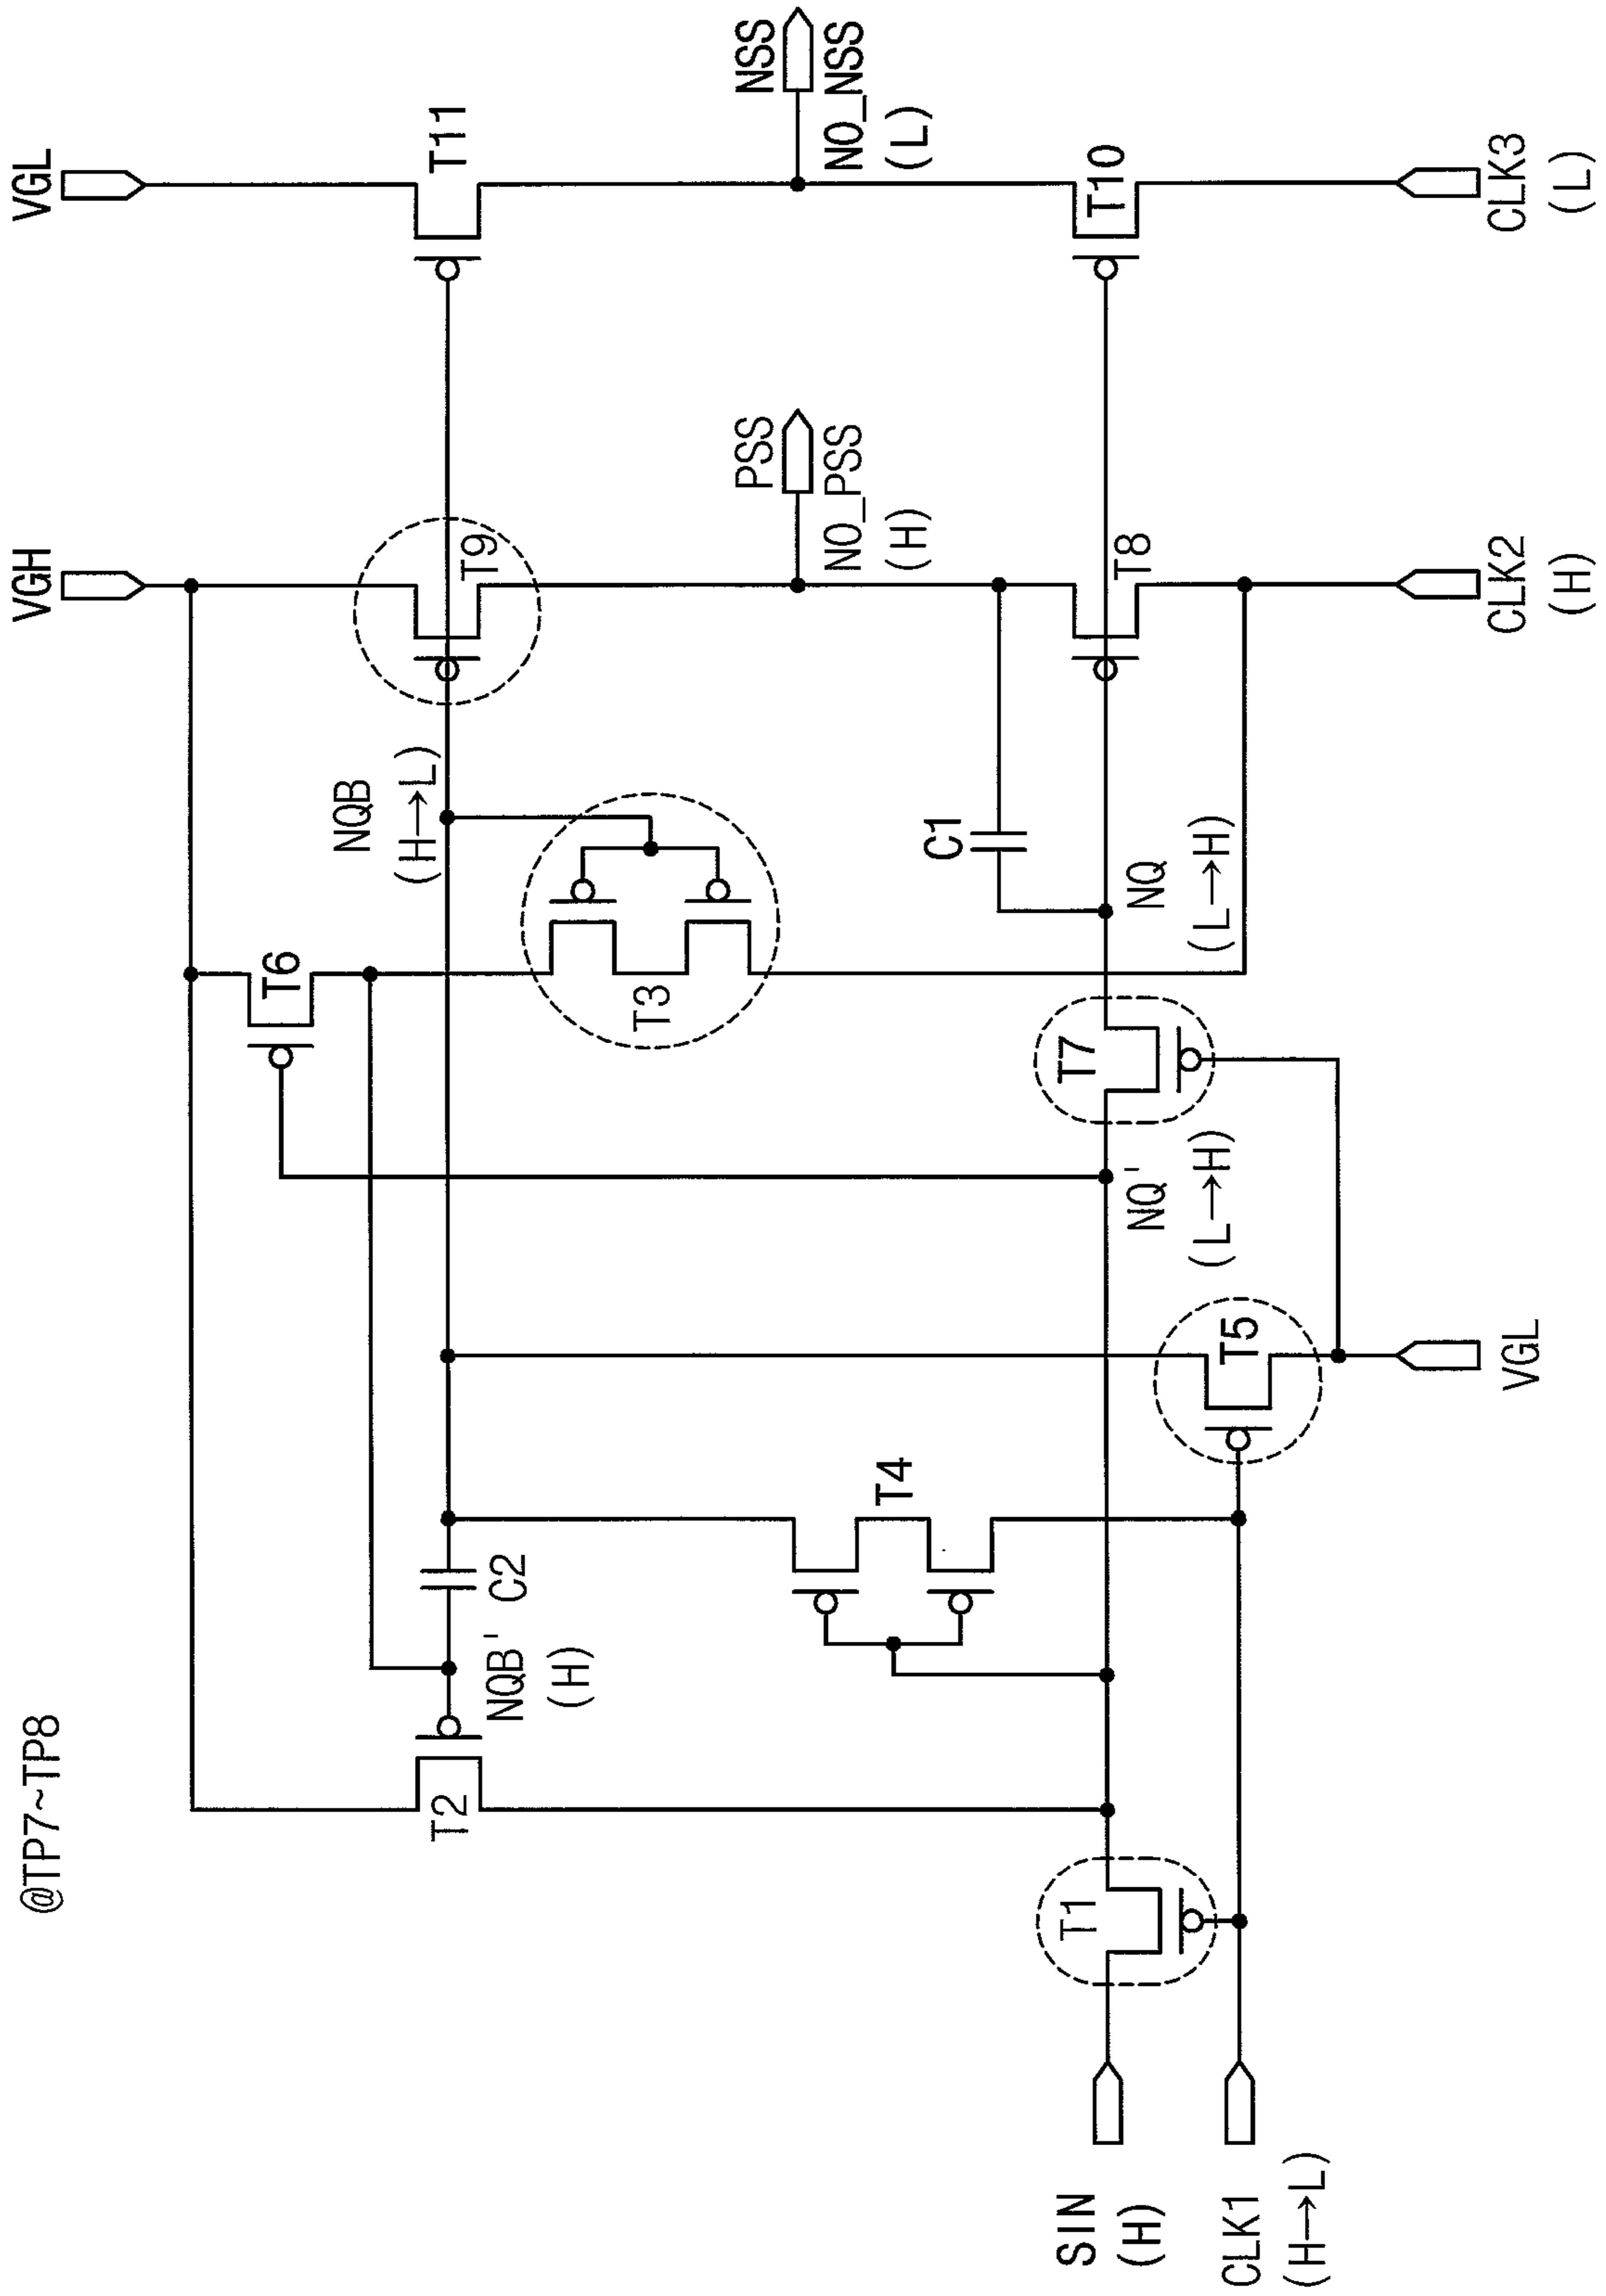 @TP7~TP8
VGH
VGL
T6
NQB
(H→L)
T9
T11
T2
NQB'
(H)
C2
T3
PSS
NO_PSS
(H)
NSS
NO_NSS
(L)
T4
C1
SIN
(H)
T1
T7
NQ'
(L→H)
NQ
(L→H)
T8
T10
CLK1
(H→L)
T5
VGL
CLK2
(H)
CLK3
(L)